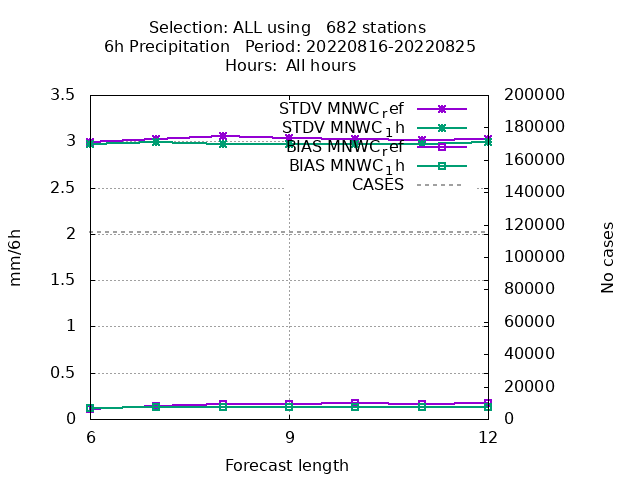 Selection: ALL using   682 stations
6h Precipitation   Period: 20220816-20220825
Hours:  All hours
STDV MNWC_ref
STDV MNWC_1h
BIAS MNWC_ref
BIAS MNWC_1h
CASES
3.5
3
2.5
2
1.5
1
0.5
0
mm/6h
200000
180000
160000
140000
120000
100000
80000
60000
40000
20000
0
No cases
6 9 12
Forecast length